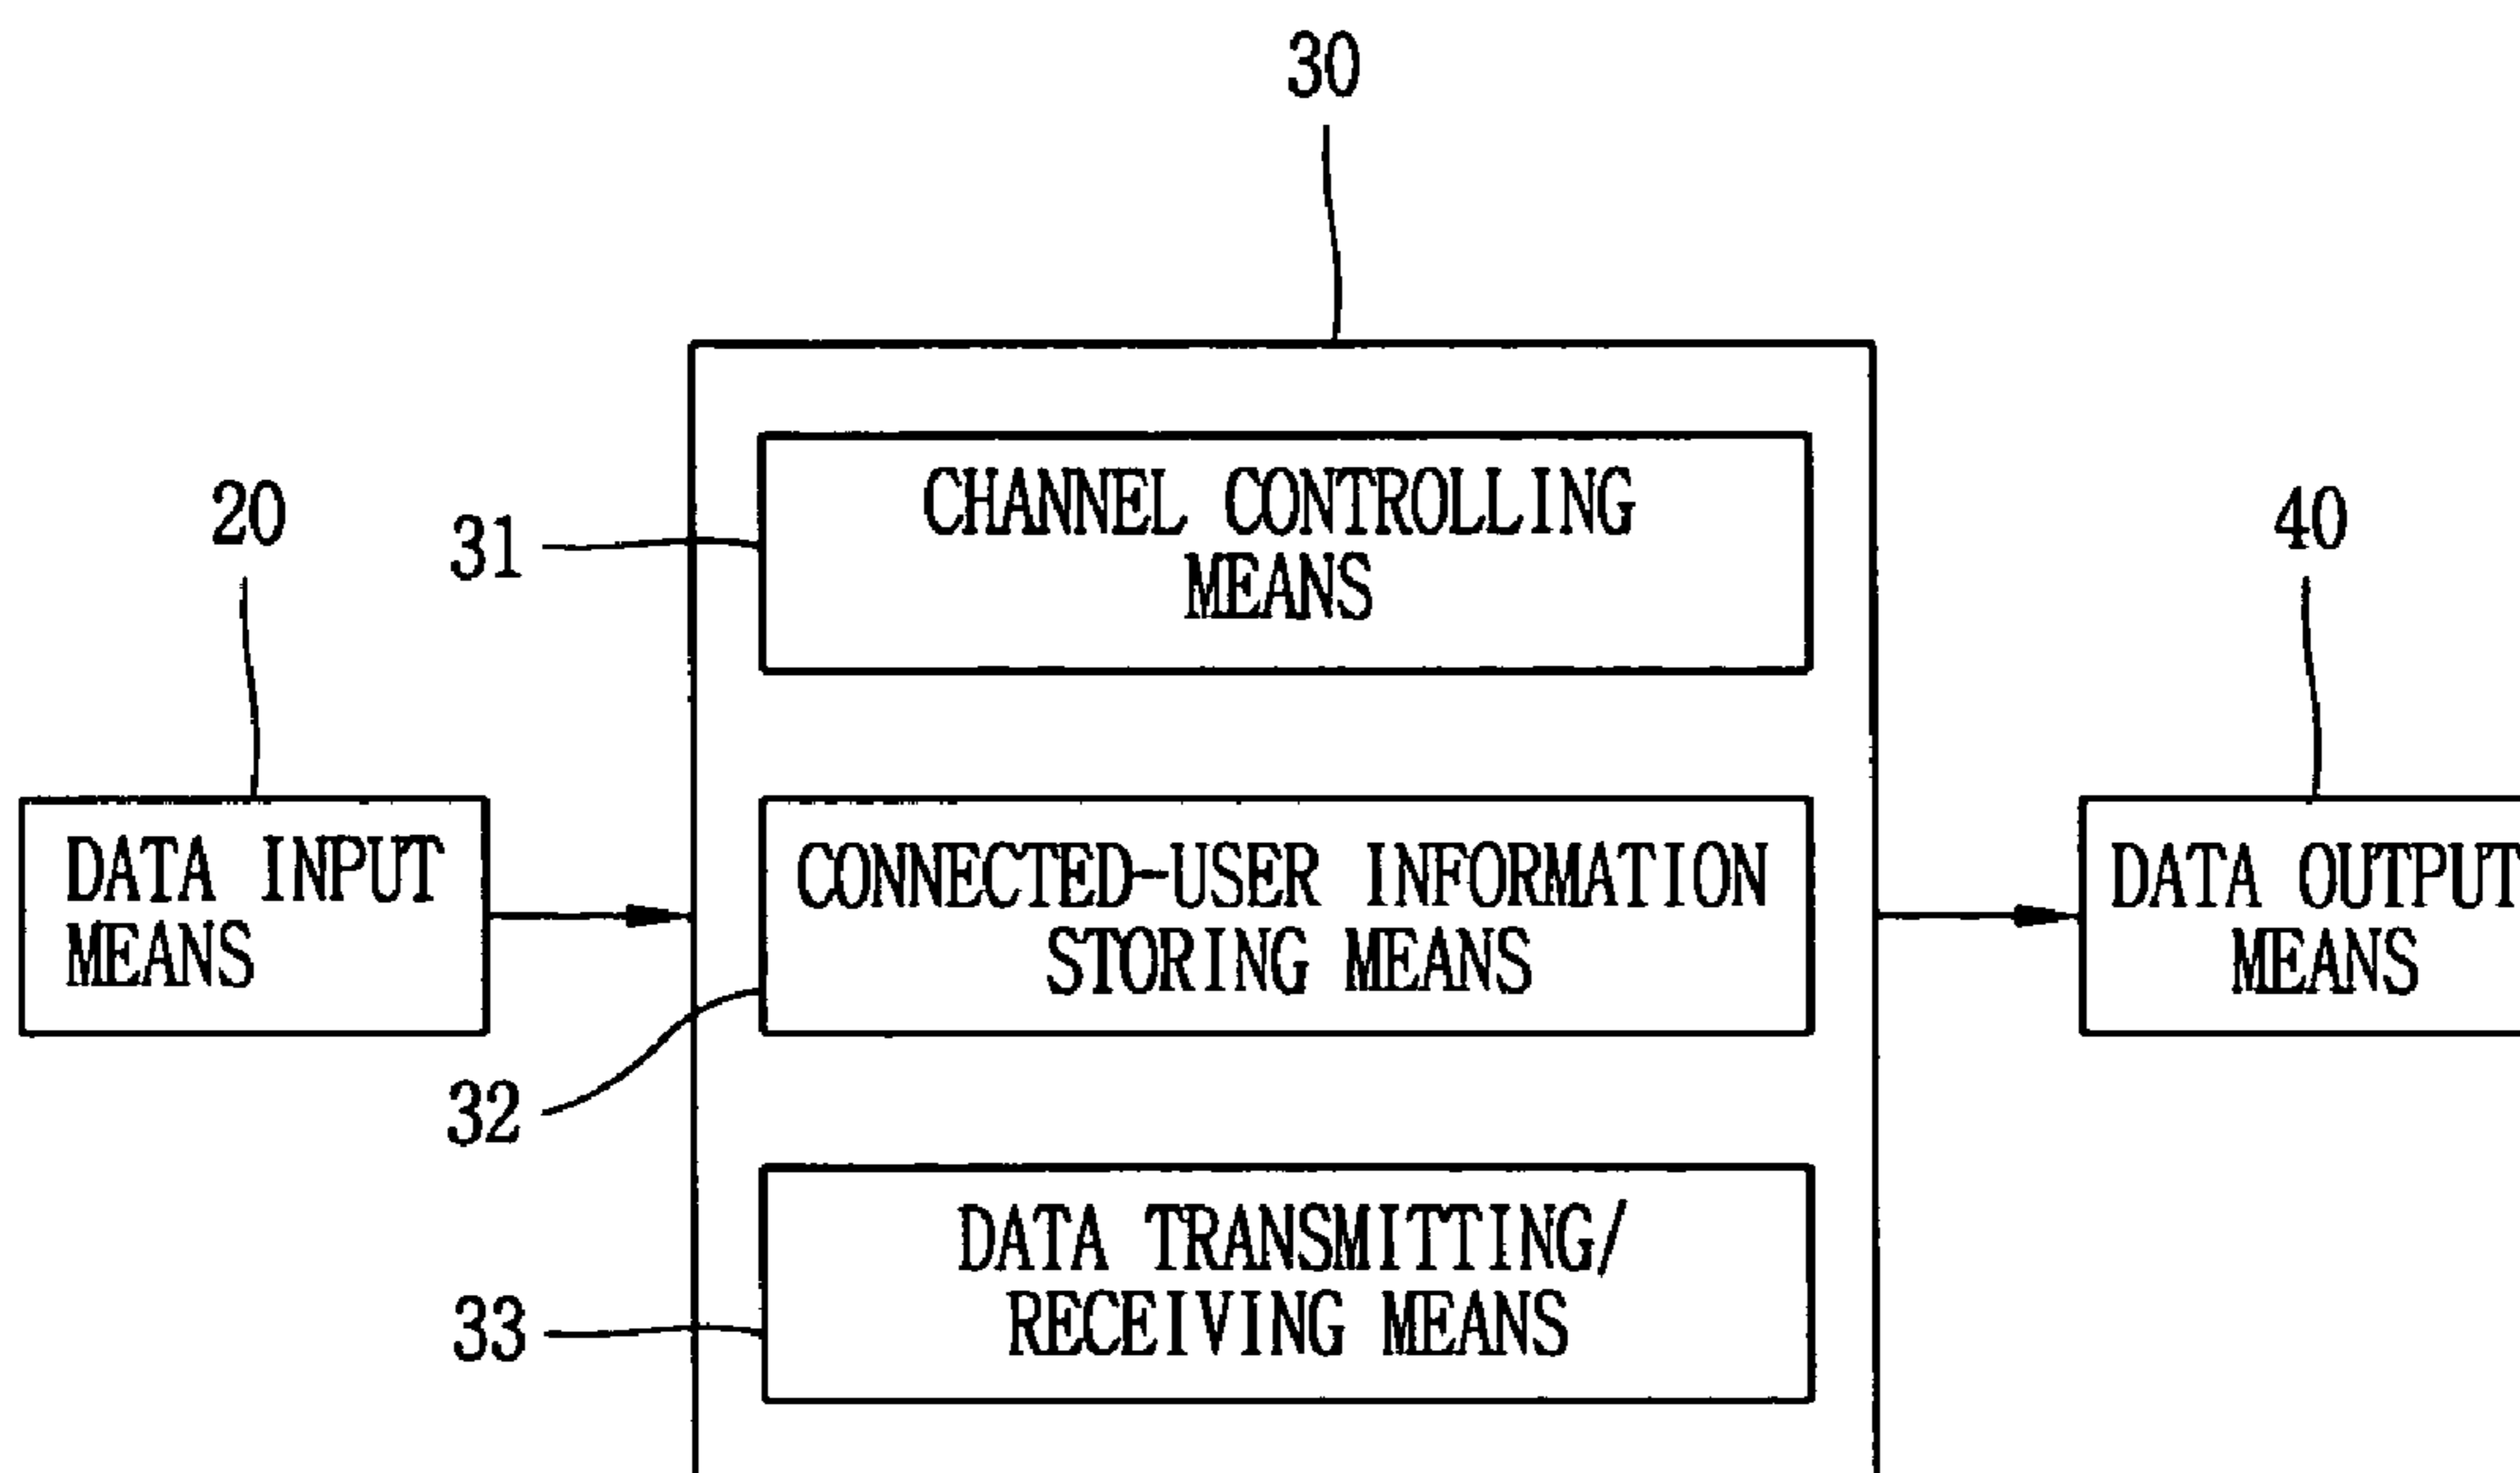 30
20
31
CHANNEL CONTROLLING
MEANS
40
DATA INPUT
MEANS
CONNECTED-USER INFORMATION
STORING MEANS
DATA OUTPUT
MEANS
32
DATA TRANSMITTING/
RECEIVING MEANS
33